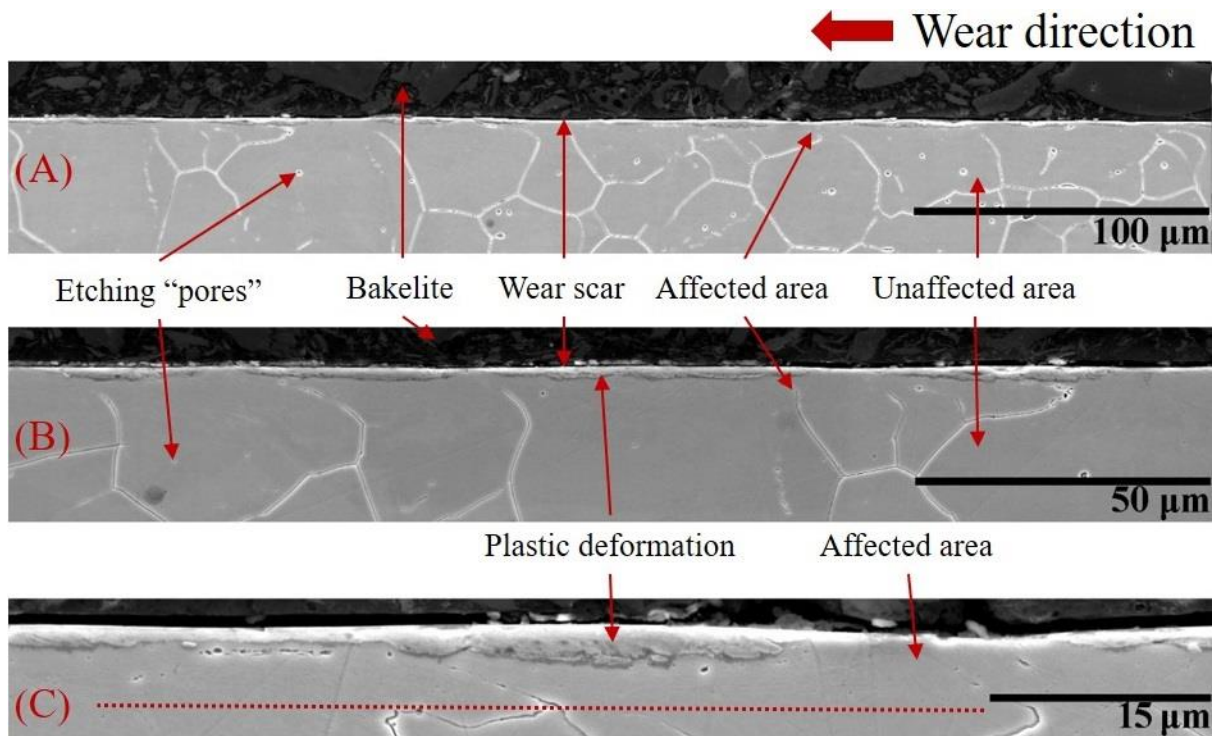 Wear direction
(A)
100 µm
Etching “pores” Bakelite Wear scar Affected area Unaffected area
(B)
50 µm
Plastic deformation Affected area
(C)
15 µm